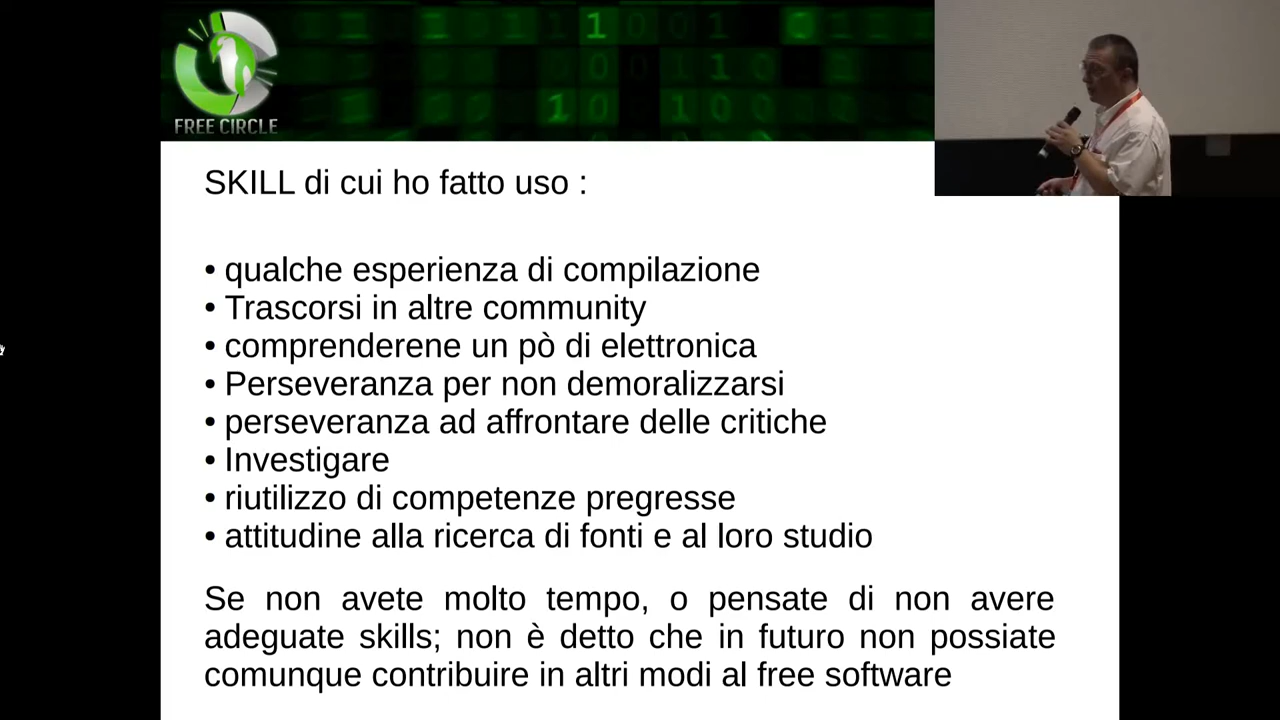 FREE CIRCLE
SKILL di cui ho fatto uso :
• qualche esperienza di compilazione
• Trascorsi in altre community
• comprenderene un pò di elettronica
• Perseveranza per non demoralizzarsi
• perseveranza ad affrontare delle critiche
• Investigare
• riutilizzo di competenze pregresse
• attitudine alla ricerca di fonti e al loro studio
Se non avete molto tempo, o pensate di non avere
adeguate skills; non è detto che in futuro non possiate
comunque contribuire in altri modi al free software